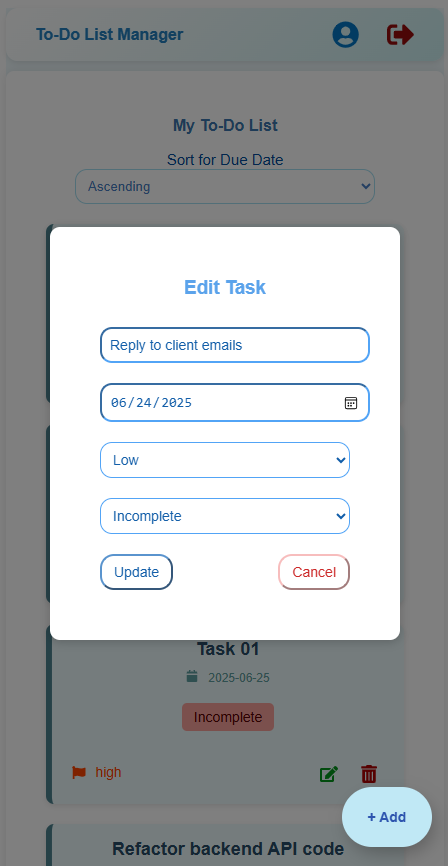 To-Do List Manager
My To-Do List
Sort for Due Date
Ascending
Edit Task
Reply to client emails
06/24/2025
Low
Incomplete
Update
Cancel
Task 01
2025-06-25
Incomplete
high
+ Add
Refactor backend API code